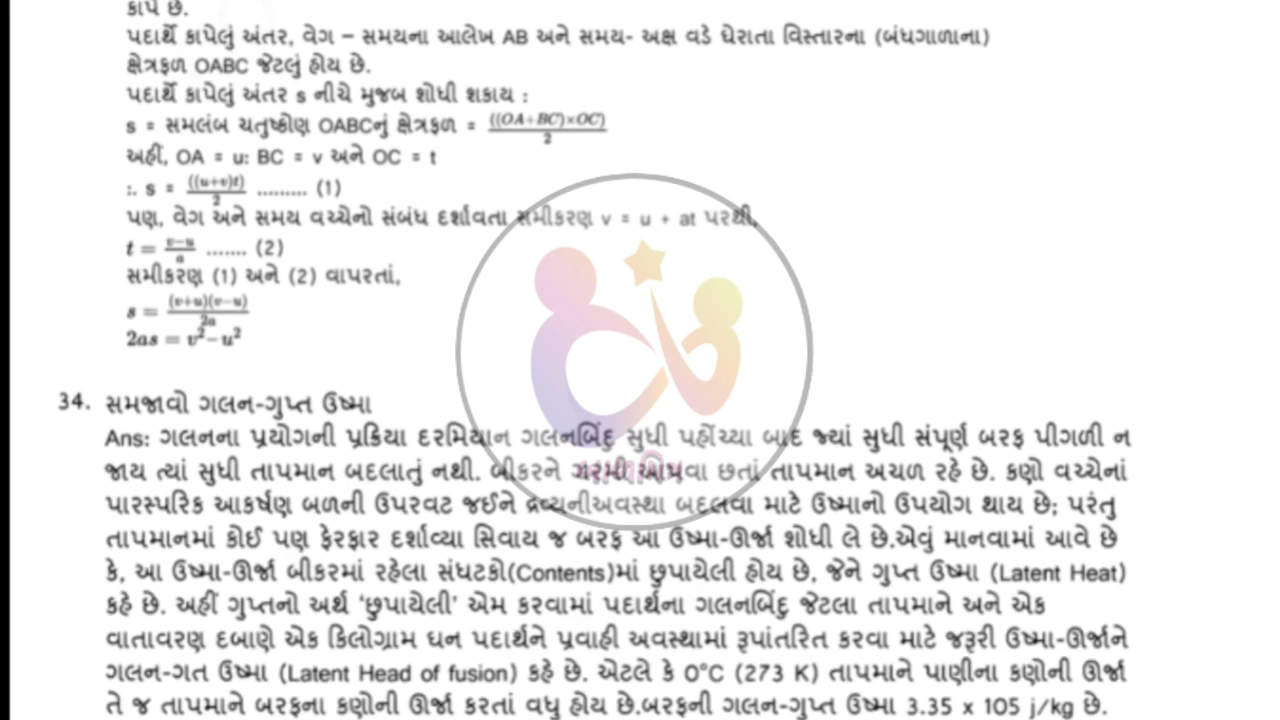 કાપે છે.
પદાર્થે કાપેલું અંતર, વેગ – સમયના આલેખ AB અને સમય- અક્ષ વડે ઘેરાતા વિસ્તારના (બંધગાળાના)
ક્ષેત્રફળ OABC જેટલું હોય છે.
પદાર્થે કાપેલું અંતર s નીચે મુજબ શોધી શકાય :
s = સમલંબ ચતુષ્કોણ OABCનું ક્ષેત્રફળ = ((OA+BC)×OC)/2
અહીં, OA = u: BC = v અને OC = t
∴ s = ((u+v)t)/2 ......... (1)
પણ, વેગ અને સમય વચ્ચેનો સંબંધ દર્શાવતા સમીકરણ v = u + at પરથી,
t = v−u/a ....... (2)
સમીકરણ (1) અને (2) વાપરતાં,
s = (v+u)(v−u)/2a
2as = v²−u²
34. સમજાવો ગલન-ગુપ્ત ઉષ્મા
Ans: ગલનના પ્રયોગની પ્રક્રિયા દરમિયાન ગલનબિંદુ સુધી પહોંચ્યા બાદ જ્યાં સુધી સંપૂર્ણ બરફ પીગળી ન
જાય ત્યાં સુધી તાપમાન બદલાતું નથી. બીકરને ગરમી આપવા છતાં તાપમાન અચળ રહે છે. કણો વચ્ચેનાં
પારસ્પરિક આકર્ષણ બળની ઉપરવટ જઈને દ્રવ્યનીઅવસ્થા બદલવા માટે ઉષ્માનો ઉપયોગ થાય છે; પરંતુ
તાપમાનમાં કોઈ પણ ફેરફાર દર્શાવ્યા સિવાય જ બરફ આ ઉષ્મા-ઊર્જા શોધી લે છે.એવું માનવામાં આવે છે
કે, આ ઉષ્મા-ઊર્જા બીકરમાં રહેલા સંઘટકો(Contents)માં છુપાયેલી હોય છે, જેને ગુપ્ત ઉષ્મા (Latent Heat)
કહે છે. અહીં ગુપ્તનો અર્થ 'છુપાયેલી' એમ કરવામાં પદાર્થના ગલનબિંદુ જેટલા તાપમાને અને એક
વાતાવરણ દબાણે એક કિલોગ્રામ ઘન પદાર્થને પ્રવાહી અવસ્થામાં રૂપાંતરિત કરવા માટે જરૂરી ઉષ્મા-ઊર્જાને
ગલન-ગત ઉષ્મા (Latent Head of fusion) કહે છે. એટલે કે 0°C (273 K) તાપમાને પાણીના કણોની ઊર્જા
તે જ તાપમાને બરફના કણોની ઊર્જા કરતાં વધુ હોય છે.બરફની ગલન-ગુપ્ત ઉષ્મા 3.35 x 105 j/kg છે.